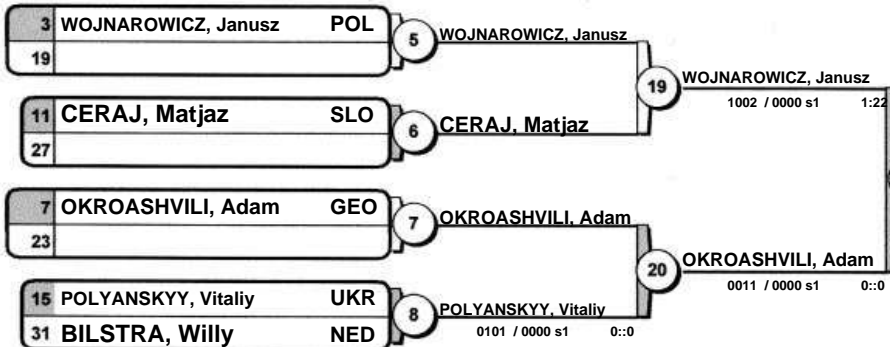 3 WOJNAROWICZ, Janusz POL
19
5
WOJNAROWICZ, Janusz
11 CERAJ, Matjaz SLO
27
6
CERAJ, Matjaz
19
WOJNAROWICZ, Janusz
1002 / 0000 s1 1:22
7 OKROASHVILI, Adam GEO
23
7
OKROASHVILI, Adam
15 POLYANSKYY, Vitaliy UKR
31 BILSTRA, Willy NED
8
POLYANSKYY, Vitaliy
0101 / 0000 s1 0::0
20
OKROASHVILI, Adam
0011 / 0000 s1 0::0